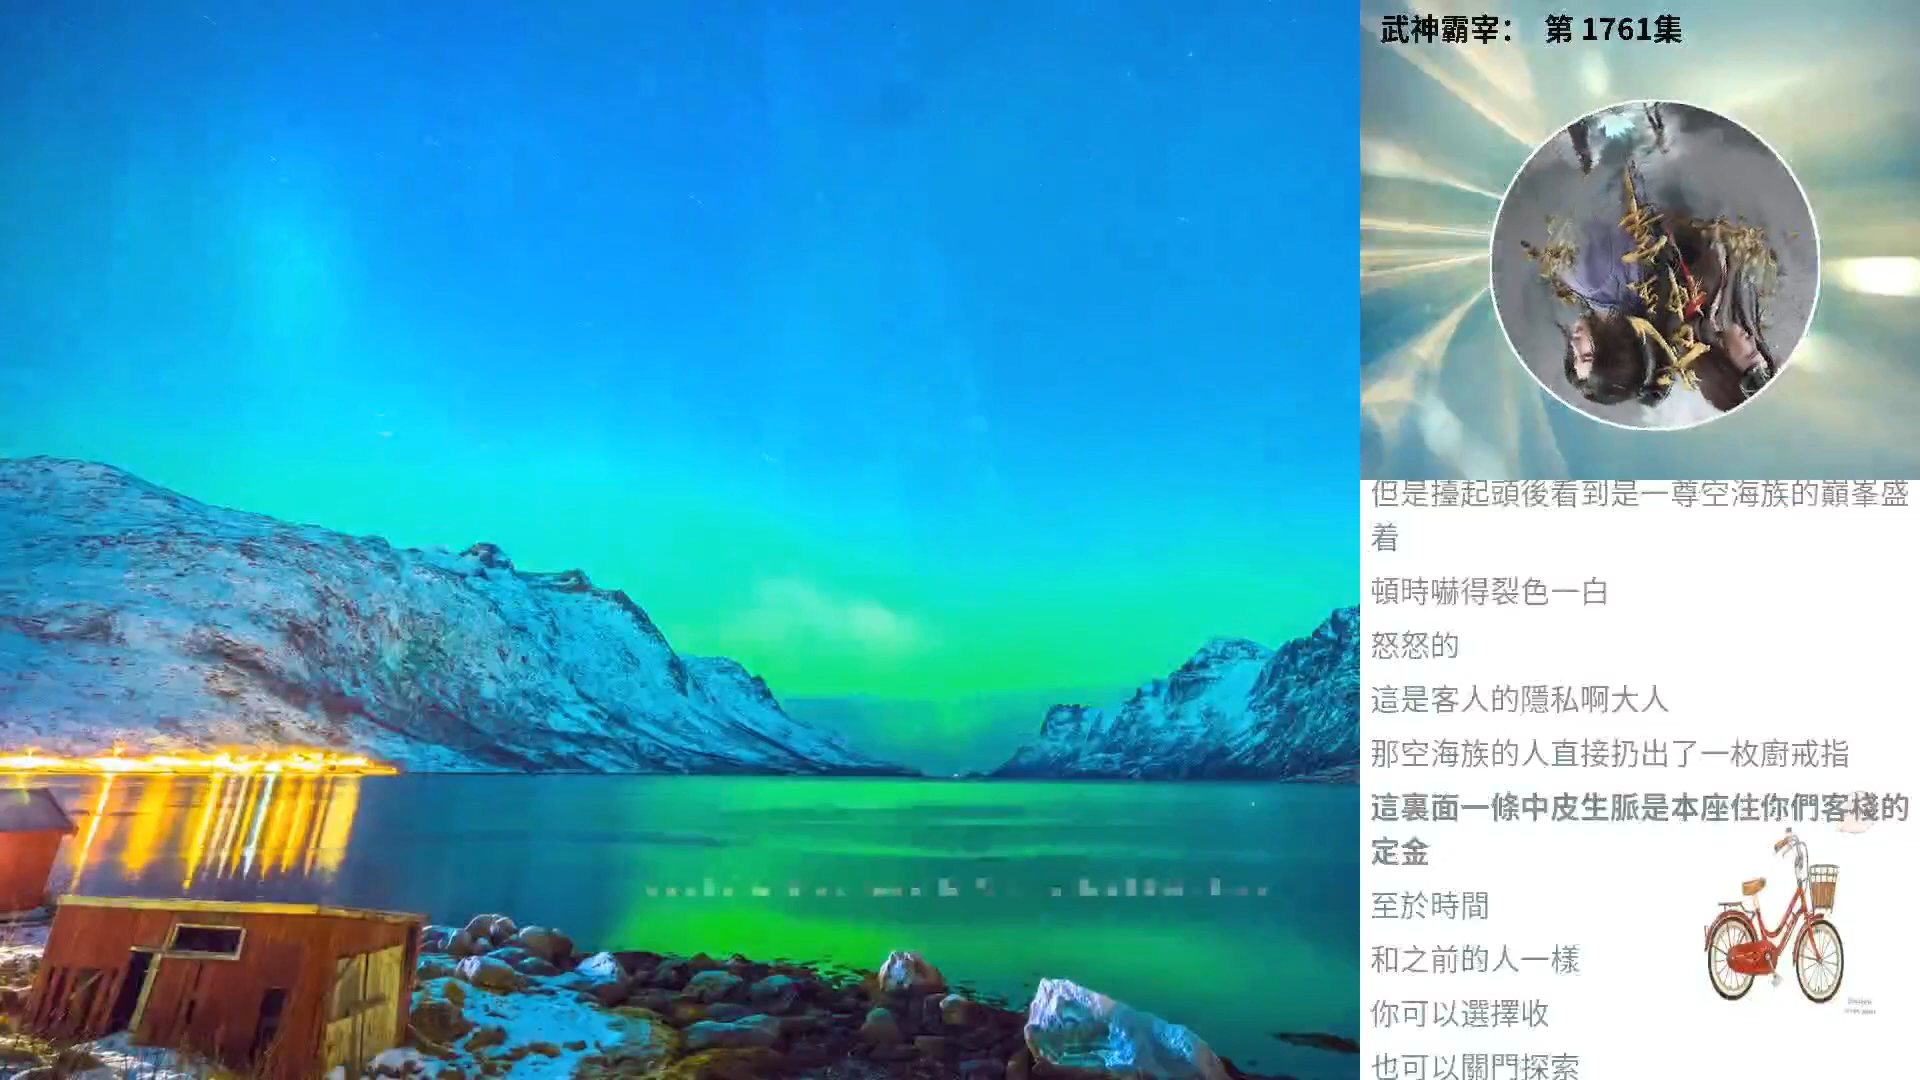 武神霸宰： 第 1761集
但是擡起頭後看到是一尊空海族的巔峯盛
着
頓時嚇得裂色一白
怒怒的
這是客人的隱私啊大人
那空海族的人直接扔出了一枚廚戒指
這裏面一條中皮生脈是本座住你們客棧的
定金
至於時間
和之前的人一樣
你可以選擇收
也可以關門探索